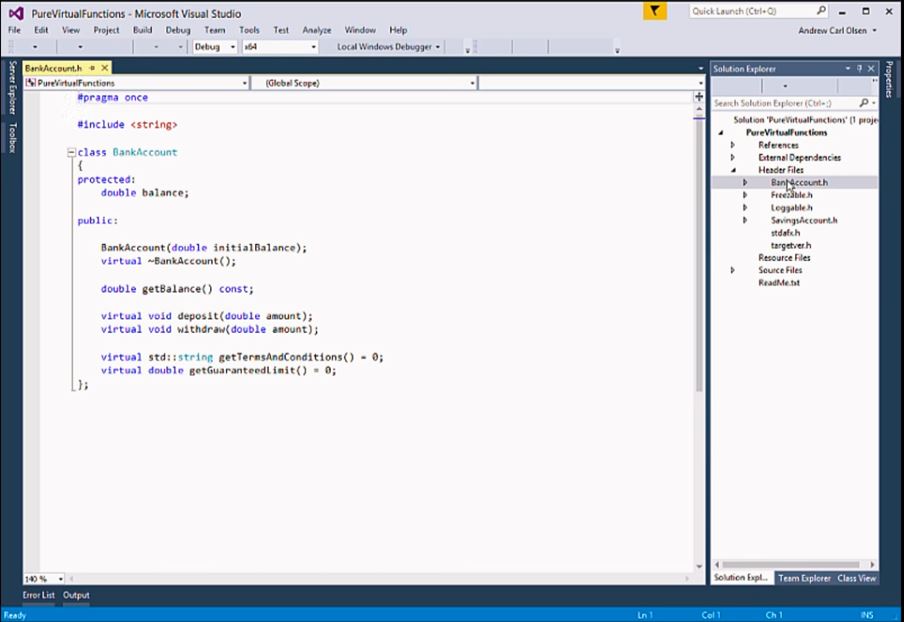 PureVirtualFunctions - Microsoft Visual Studio
Quick Launch (Ctrl+Q)
File Edit View Project Build Debug Team Tools Test Analyze Window Help
Andrew Carl Olsen
Debug x64 Local Windows Debugger
Server Explorer
Toolbox
BankAccount.h
PureVirtualFunctions (Global Scope)
#pragma once
#include <string>
class BankAccount
{
protected:
double balance;
public:
BankAccount(double initialBalance);
virtual ~BankAccount();
double getBalance() const;
virtual void deposit(double amount);
virtual void withdraw(double amount);
virtual std::string getTermsAndConditions() = 0;
virtual double getGuaranteedLimit() = 0;
};
140 %
Solution Explorer
Search Solution Explorer (Ctrl+;)
Solution 'PureVirtualFunctions' (1 proje
PureVirtualFunctions
References
External Dependencies
Header Files
BankAccount.h
Freezable.h
Loggable.h
SavingsAccount.h
stdafx.h
targetver.h
Resource Files
Source Files
ReadMe.txt
Solution Expl... Team Explorer Class View
Properties
Error List Output
Ready Ln 1 Col 1 Ch 1 INS